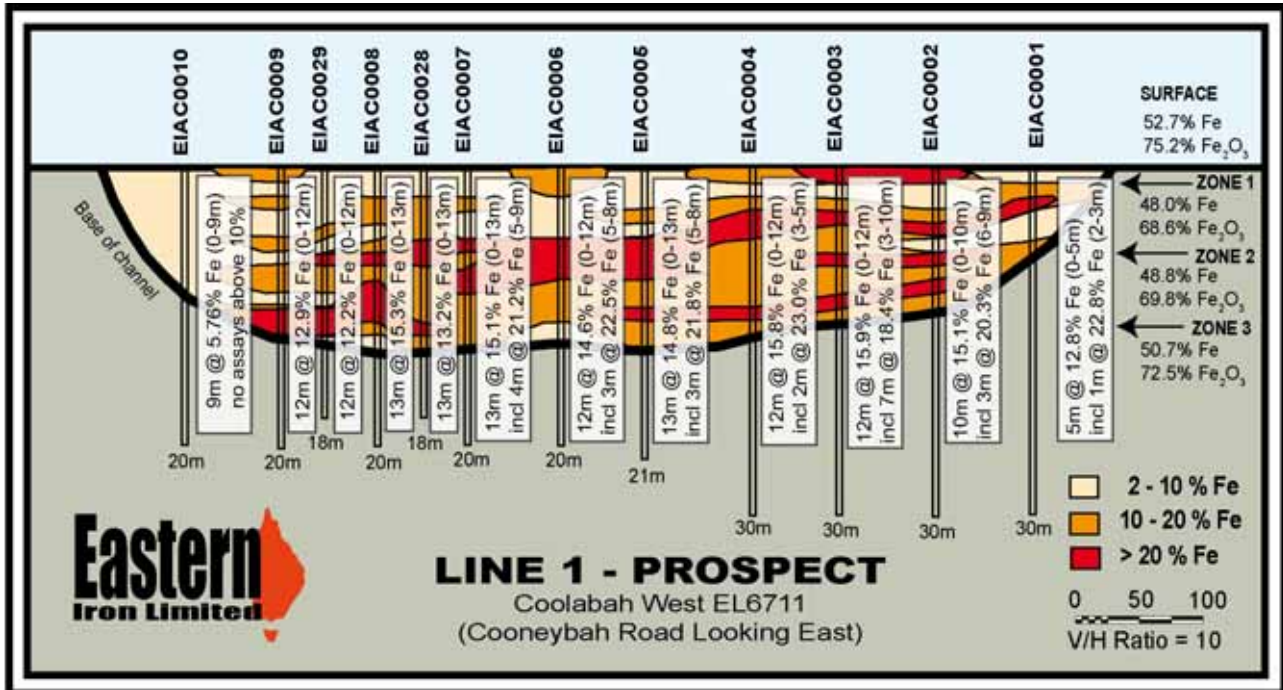 EIAC0010
EIAC0009
EIAC0029
EIAC0008
EIAC0028
EIAC0007
EIAC0006
EIAC0005
EIAC0004
EIAC0003
EIAC0002
EIAC0001
SURFACE
52.7% Fe
75.2% Fe₂O₃
ZONE 1
48.0% Fe
68.6% Fe₂O₃
ZONE 2
48.8% Fe
69.8% Fe₂O₃
ZONE 3
50.7% Fe
72.5% Fe₂O₃
Base of channel
9m @ 5.76% Fe (0-9m)
no assays above 10%
12m @ 12.9% Fe (0-12m)
12m @ 12.2% Fe (0-12m)
13m @ 15.3% Fe (0-13m)
13m @ 13.2% Fe (0-13m)
13m @ 15.1% Fe (0-13m)
incl 4m @ 21.2% Fe (5-9m)
12m @ 14.6% Fe (0-12m)
incl 3m @ 22.5% Fe (5-8m)
13m @ 14.8% Fe (0-13m)
incl 3m @ 21.8% Fe (5-8m)
12m @ 15.8% Fe (0-12m)
incl 2m @ 23.0% Fe (3-5m)
12m @ 15.9% Fe (0-12m)
incl 7m @ 18.4% Fe (3-10m)
10m @ 15.1% Fe (0-10m)
incl 3m @ 20.3% Fe (6-9m)
5m @ 12.8% Fe (0-5m)
incl 1m @ 22.8% Fe (2-3m)
20m
20m
18m
20m
18m
20m
20m
21m
30m
30m
30m
30m
2 - 10 % Fe
10 - 20 % Fe
> 20 % Fe
0 50 100
V/H Ratio = 10
Eastern
Iron Limited
LINE 1 - PROSPECT
Coolabah West EL6711
(Cooneybah Road Looking East)